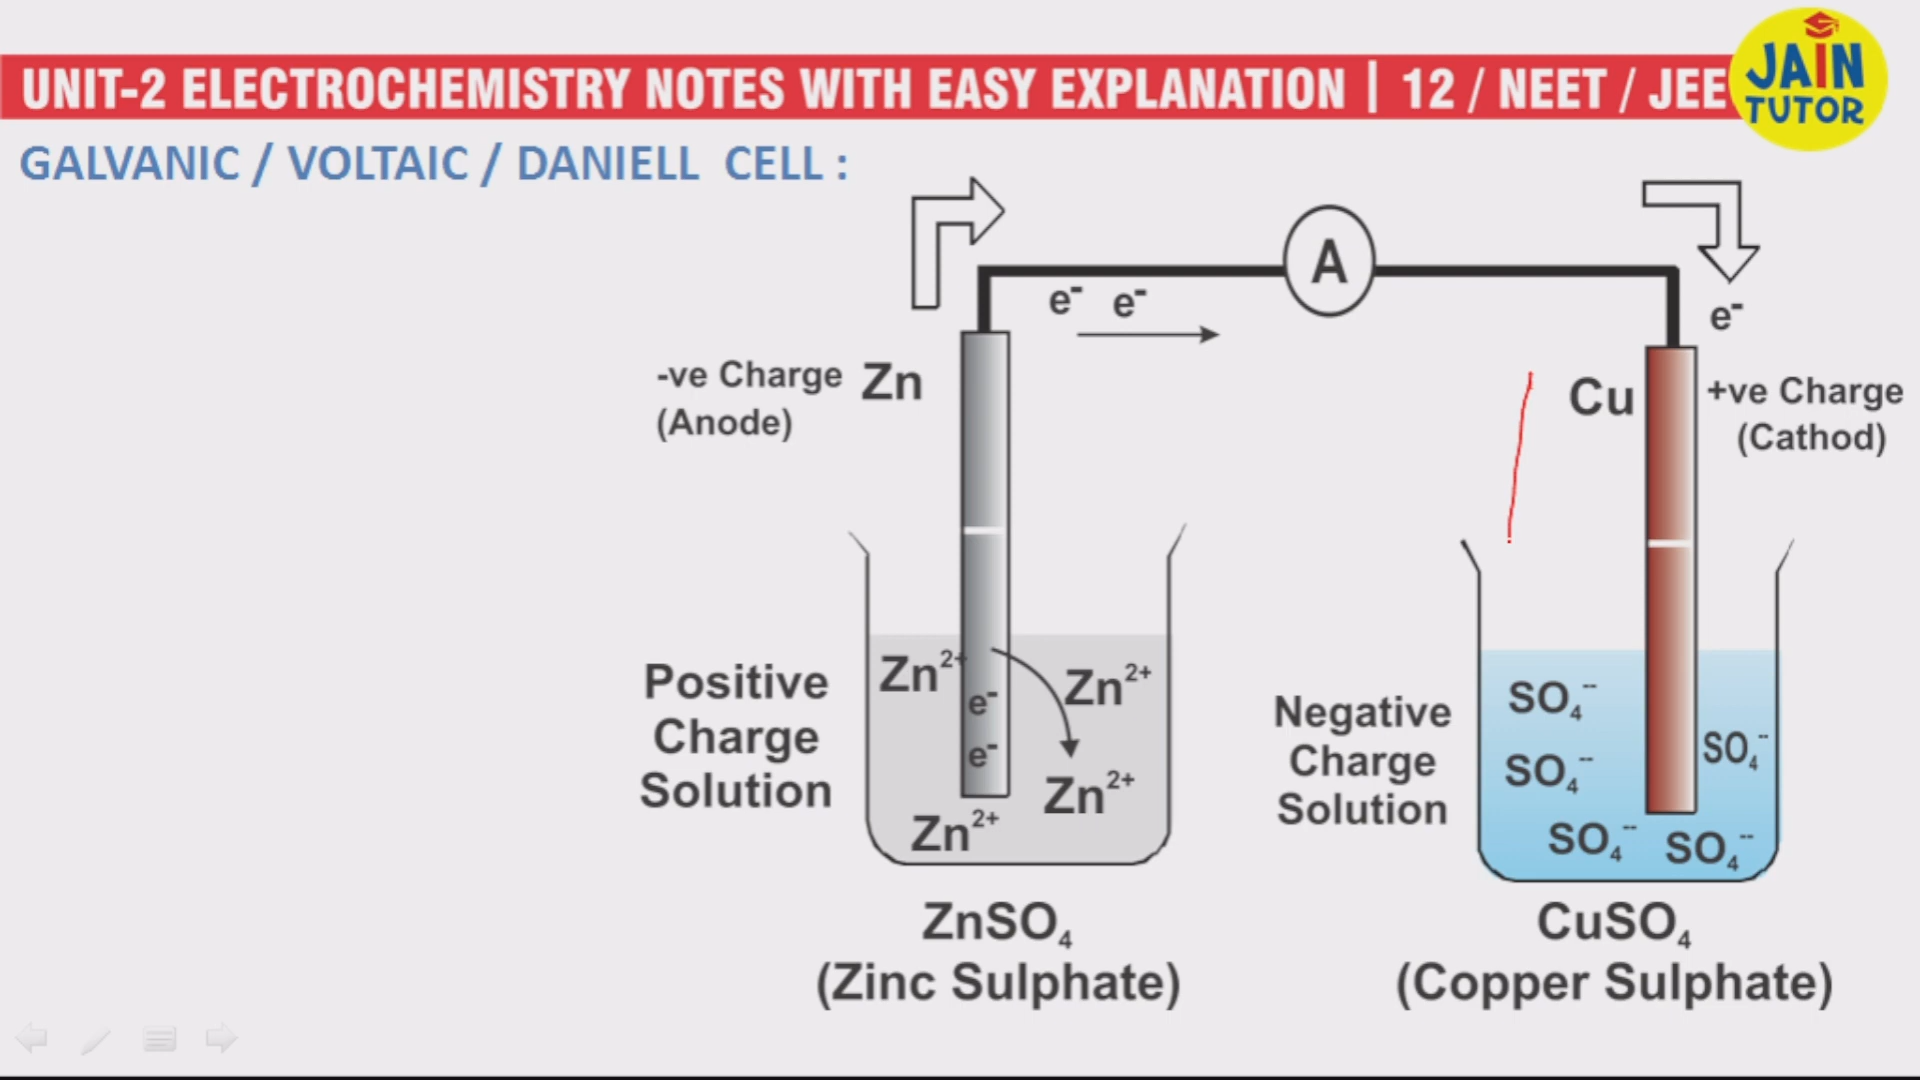 UNIT-2 ELECTROCHEMISTRY NOTES WITH EASY EXPLANATION | 12 / NEET / JEE
JAIN
TUTOR
GALVANIC / VOLTAIC / DANIELL CELL :
A
e⁻ e⁻
e⁻
-ve Charge
(Anode)
Zn
Cu
+ve Charge
(Cathod)
Positive
Charge
Solution
Zn²⁺
e⁻
e⁻
Zn²⁺
Zn²⁺
Zn²⁺
Negative
Charge
Solution
SO₄⁻⁻
SO₄⁻⁻
SO₄⁻⁻
SO₄⁻⁻
SO₄⁻⁻
ZnSO₄
(Zinc Sulphate)
CuSO₄
(Copper Sulphate)